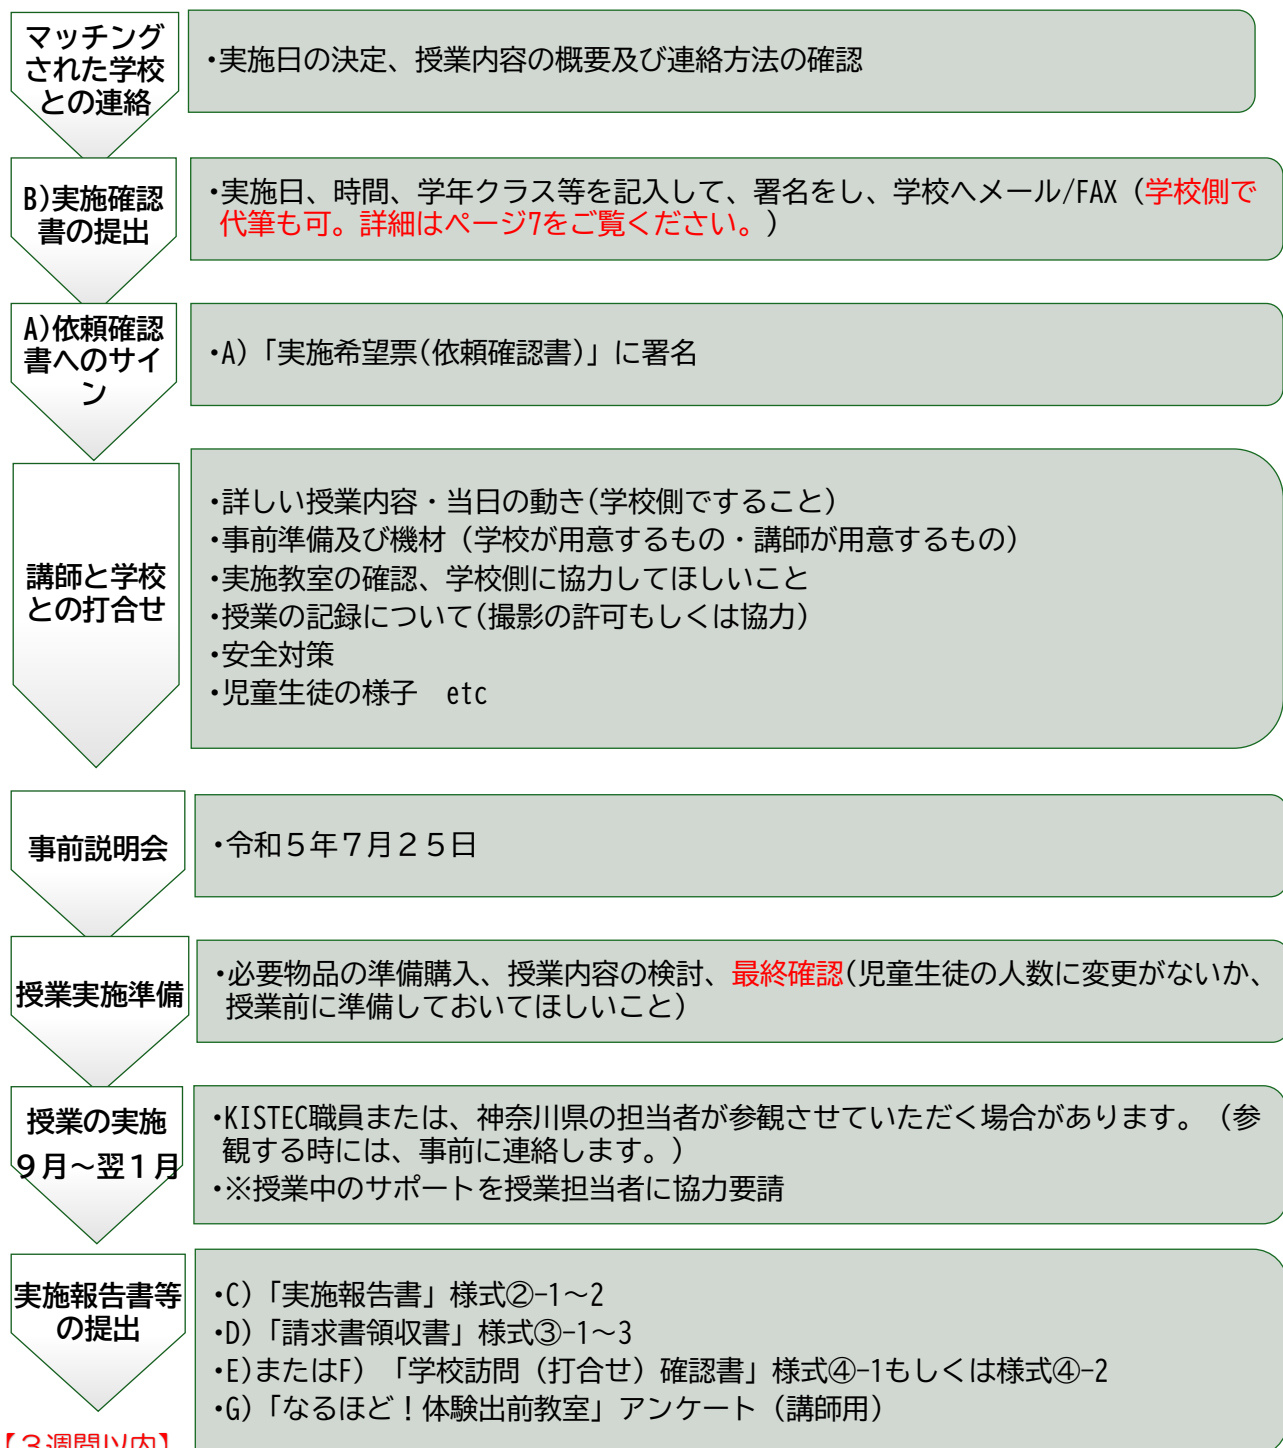 マッチング
された学校
との連絡
・実施日の決定、授業内容の概要及び連絡方法の確認
B)実施確認
書の提出
・実施日、時間、学年クラス等を記入して、署名をし、学校へメール/FAX（学校側で
代筆も可。詳細はページ7をご覧ください。）
A)依頼確認
書へのサイ
ン
・A)「実施希望票(依頼確認書)」に署名
講師と学校
との打合せ
・詳しい授業内容・当日の動き(学校側ですること)
・事前準備及び機材（学校が用意するもの・講師が用意するもの）
・実施教室の確認、学校側に協力してほしいこと
・授業の記録について(撮影の許可もしくは協力)
・安全対策
・児童生徒の様子　etc
事前説明会
・令和５年７月２５日
授業実施準備
・必要物品の準備購入、授業内容の検討、最終確認(児童生徒の人数に変更がないか、
授業前に準備しておいてほしいこと)
授業の実施
９月～翌１月
・KISTEC職員または、神奈川県の担当者が参観させていただく場合があります。（参
観する時には、事前に連絡します。）
・※授業中のサポートを授業担当者に協力要請
実施報告書等
の提出
・C)「実施報告書」様式②-1～2
・D)「請求書領収書」様式③-1～3
・E)またはF)「学校訪問（打合せ）確認書」様式④-1もしくは様式④-2
・G)「なるほど！体験出前教室」アンケート（講師用）
【３週間以内】